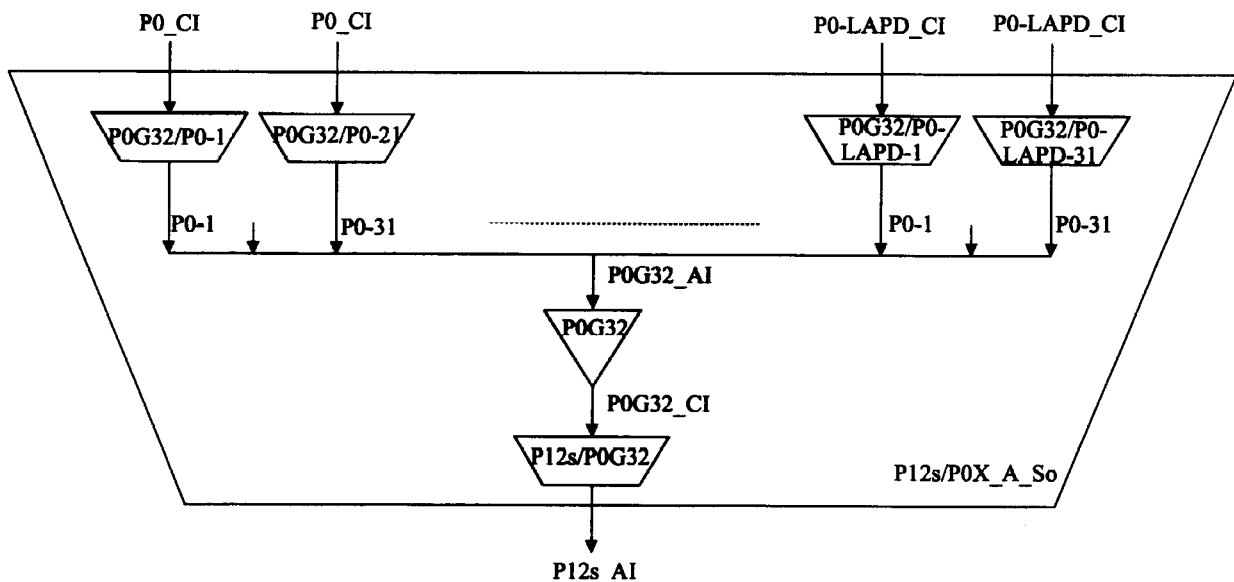 P0_CI
P0_CI
P0-LAPD_CI
P0-LAPD_CI
P0G32/P0-1
P0G32/P0-21
P0G32/P0-
LAPD-1
P0G32/P0-
LAPD-31
P0-1
P0-31
P0-1
P0-31
P0G32_AI
P0G32
P0G32_CI
P12s/P0G32
P12s/P0X_A_So
P12s_AI